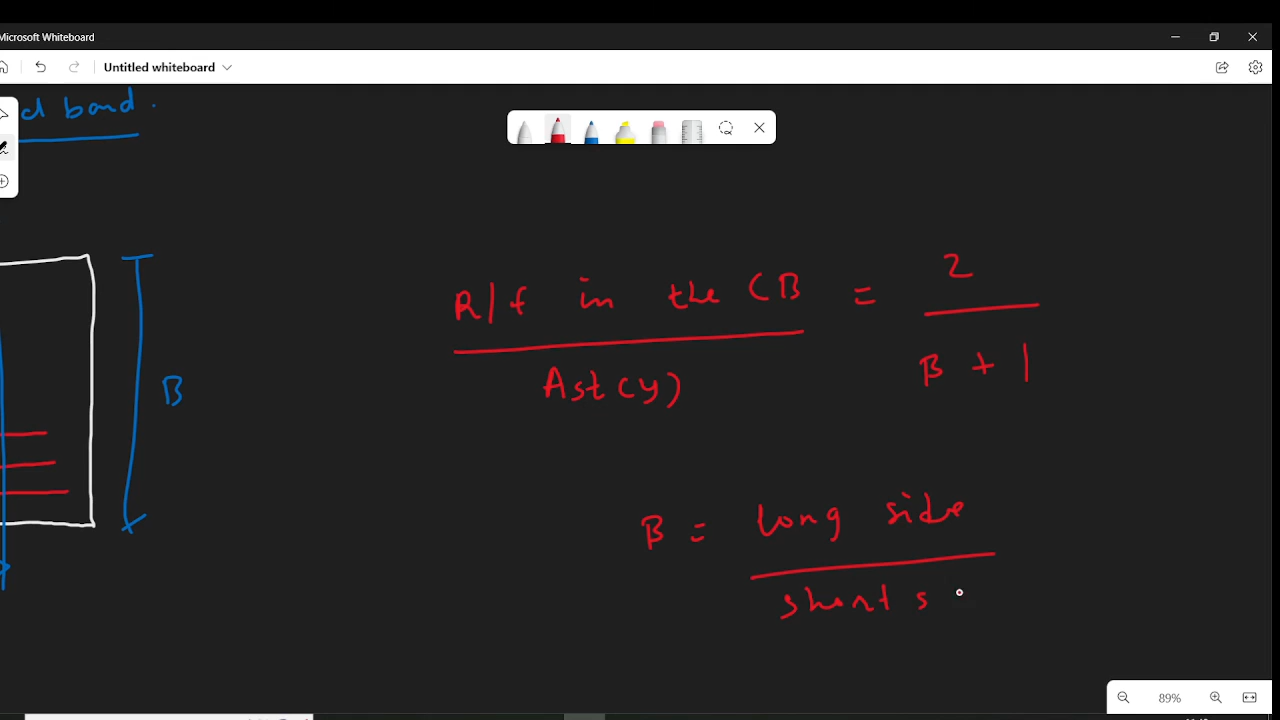 Microsoft Whiteboard
Untitled whiteboard
band.
R/f in the CB = 2
Ast(y) β + 1
B
B = long side
short s
89%